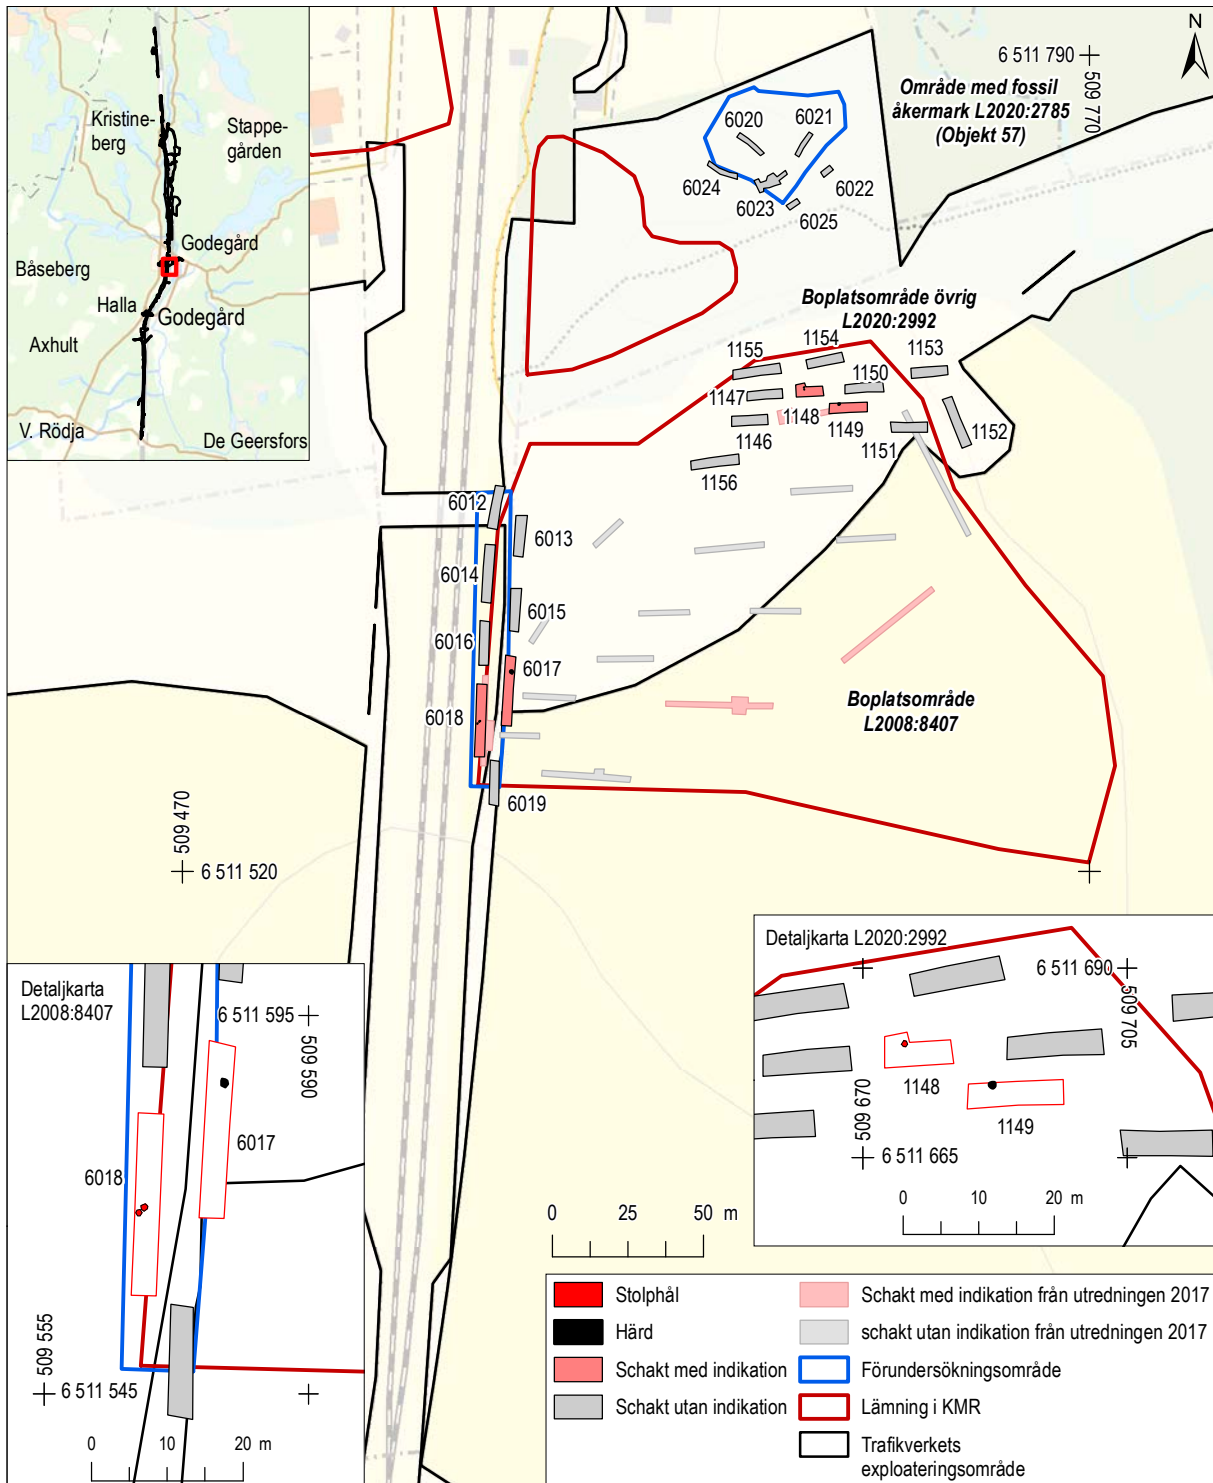 Kristine-
berg
Stappe-
gården
Godegård
Båseberg
Halla
Godegård
Axhult
V. Rödja
De Geersfors
N
6 511 790
509 770
Område med fossil
åkermark L2020:2785
(Objekt 57)
6020
6021
6024
6022
6023
6025
Boplatsområde övrig
L2020:2992
1155
1154
1153
1147
1150
1148
1149
1146
1151
1152
1156
6012
6013
6014
6015
6016
6017
6018
6019
Boplatsområde
L2008:8407
509 470
6 511 520
Detaljkarta
L2008:8407
6 511 595
509 590
6017
6018
509 555
6 511 545
0 10 20 m
Detaljkarta L2020:2992
6 511 690
509 705
1148
1149
509 670
6 511 665
0 10 20 m
0 25 50 m
Stolphål
Härd
Schakt med indikation
Schakt utan indikation
Schakt med indikation från utredningen 2017
schakt utan indikation från utredningen 2017
Förundersökningsområde
Lämning i KMR
Trafikverkets
exploateringsområde